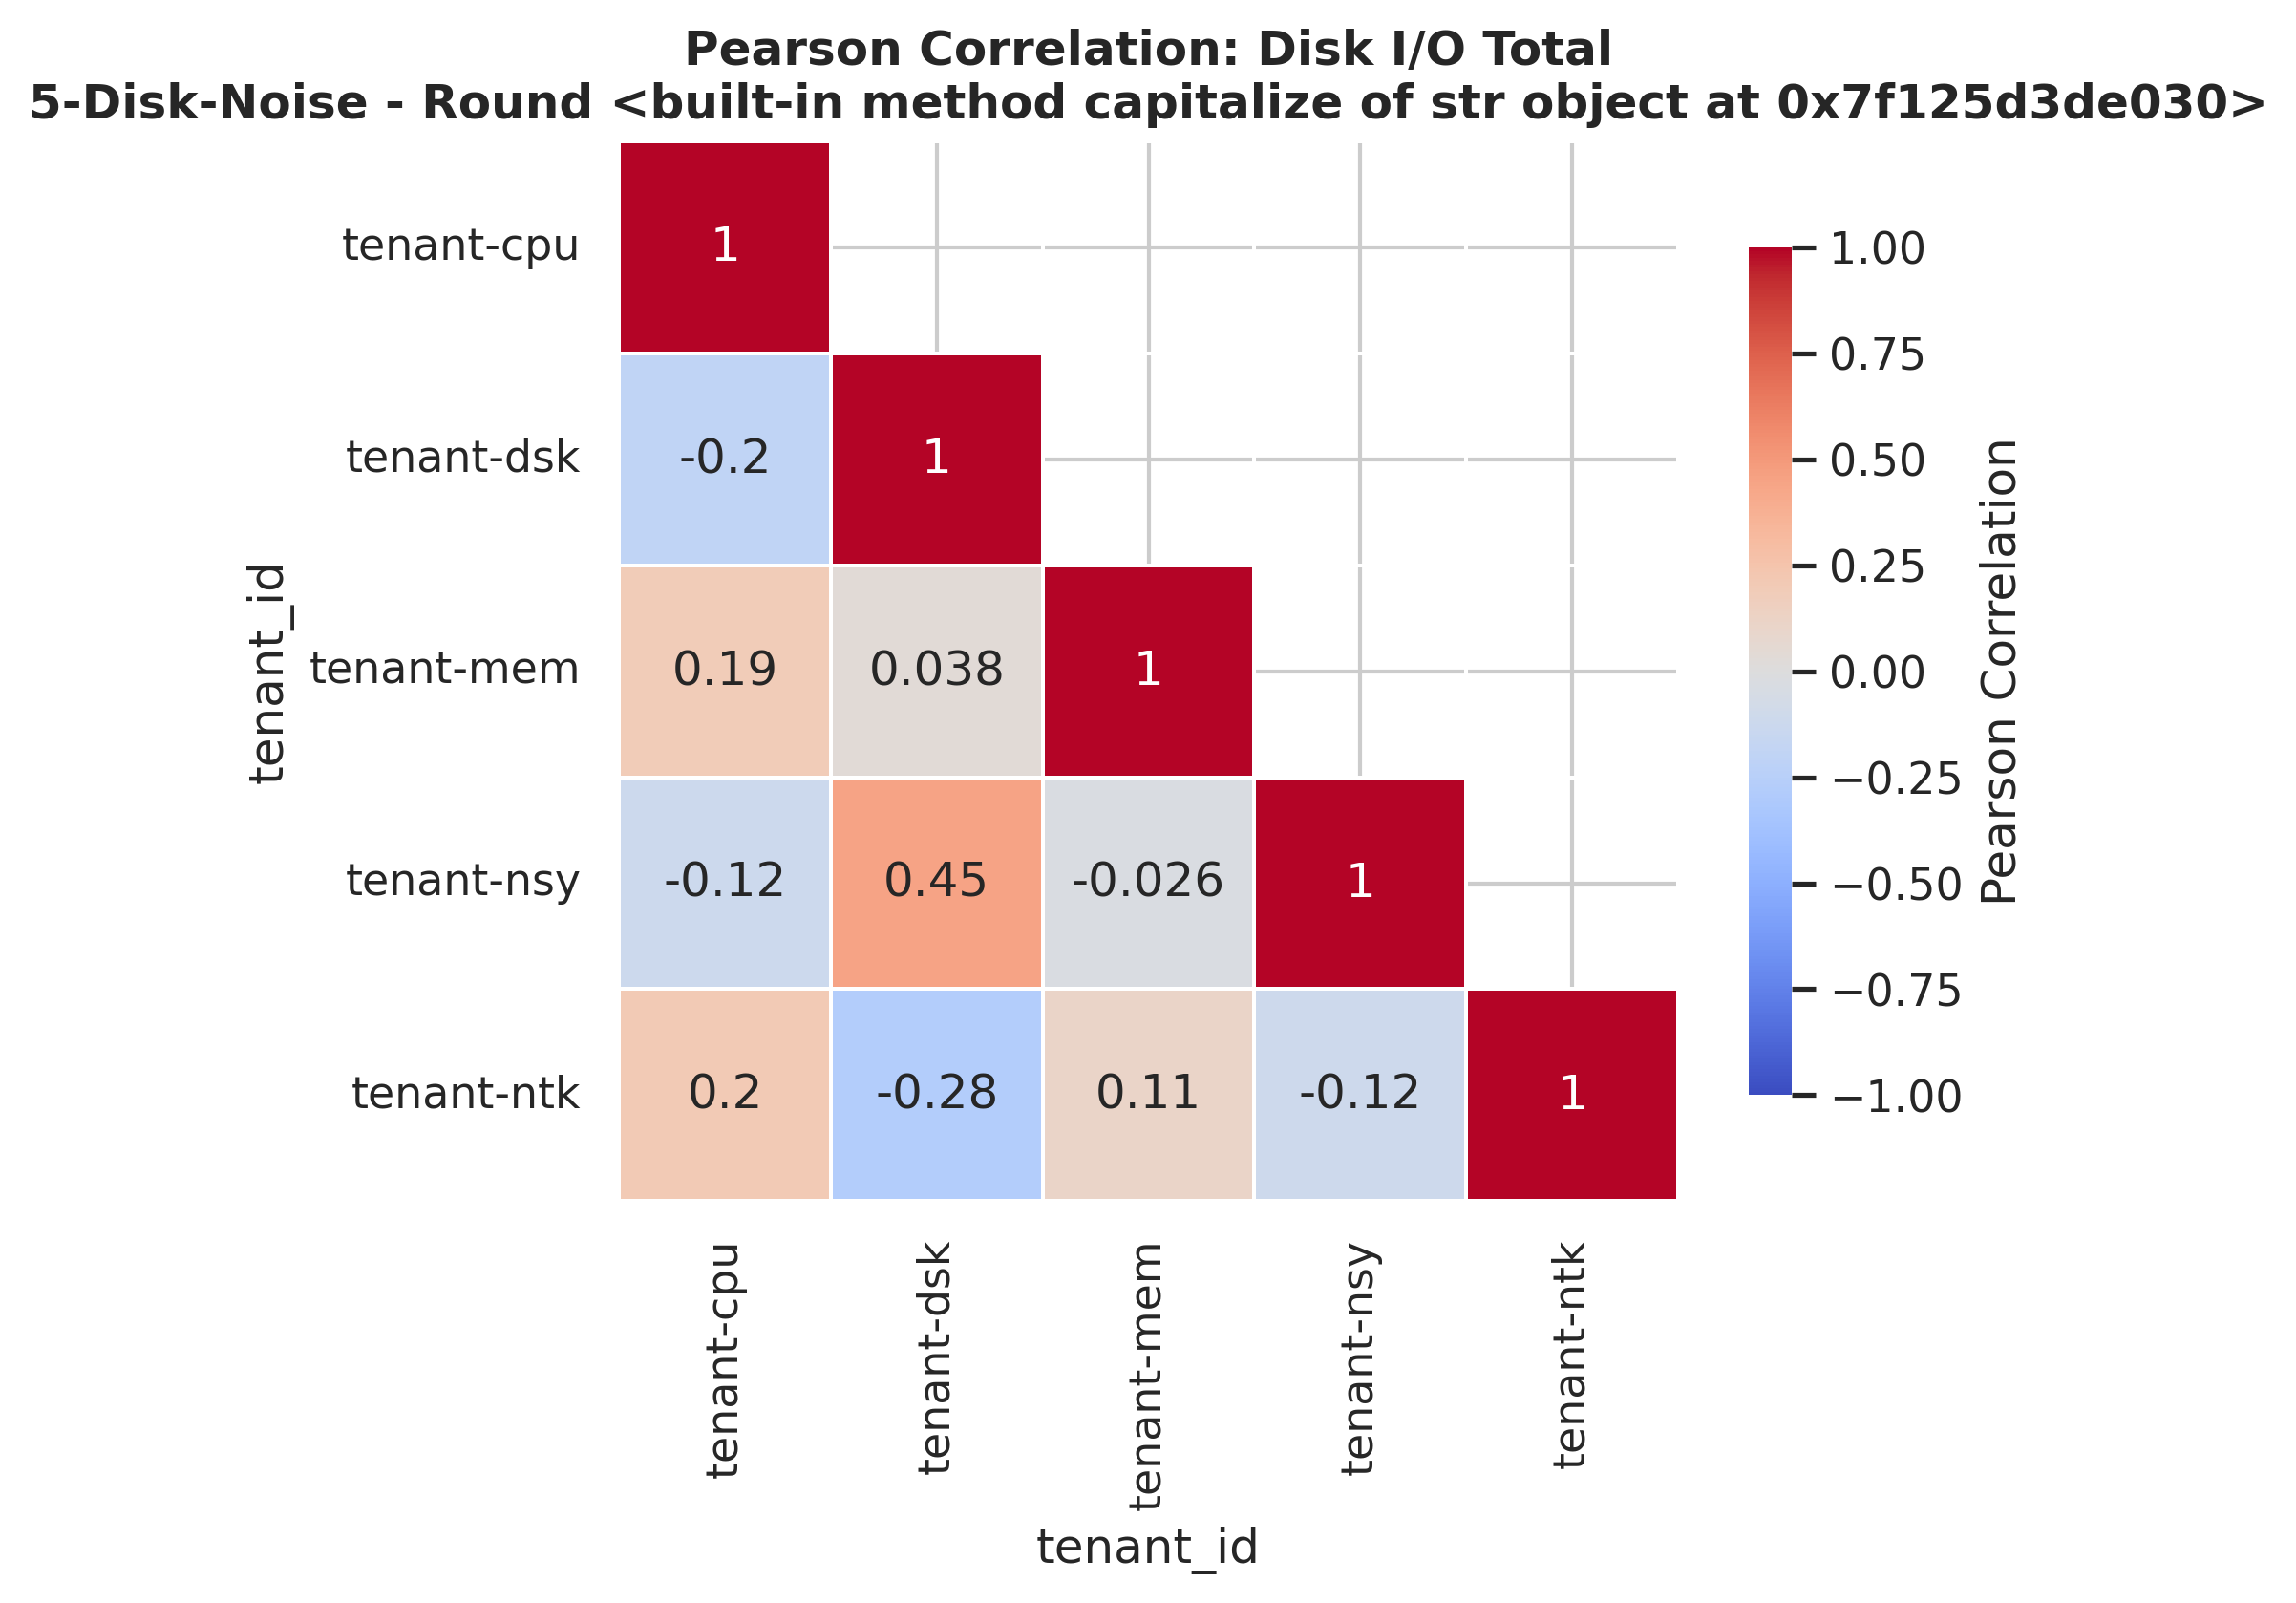 Pearson Correlation: Disk I/O Total
5-Disk-Noise - Round <built-in method capitalize of str object at 0x7f125d3de030>
tenant_id
tenant-cpu
1
tenant-dsk
-0.2 1
tenant-mem
0.19 0.038 1
tenant-nsy
-0.12 0.45 -0.026 1
tenant-ntk
0.2 -0.28 0.11 -0.12 1
tenant-cpu
tenant-dsk
tenant-mem
tenant-nsy
tenant-ntk
tenant_id
1.00
0.75
0.50
0.25
0.00
−0.25
−0.50
−0.75
−1.00
Pearson Correlation